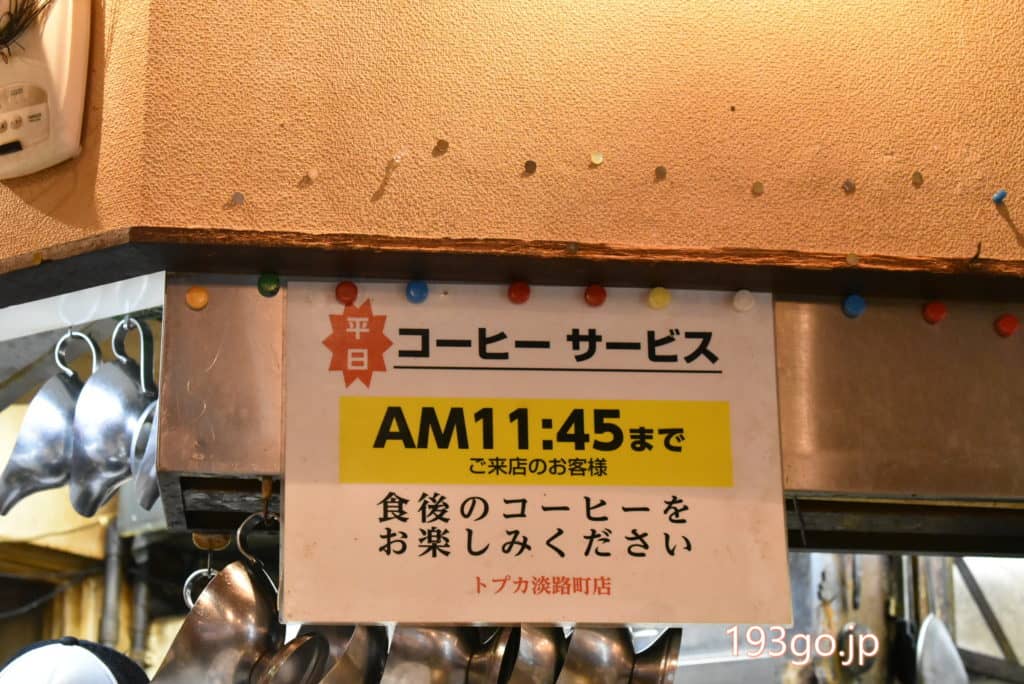 平日
コーヒー サービス
AM11:45まで
ご来店のお客様
食後のコーヒーを
お楽しみください
トプカ淡路町店
193go.jp